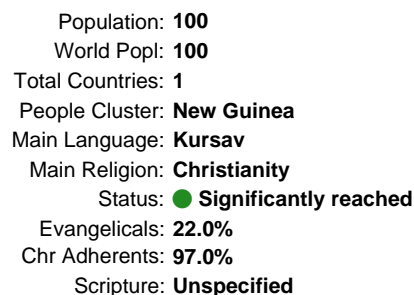 Population: 100
World Popl: 100
Total Countries: 1
People Cluster: New Guinea
Main Language: Kursav
Main Religion: Christianity
Status: Significantly reached
Evangelicals: 22.0%
Chr Adherents: 97.0%
Scripture: Unspecified